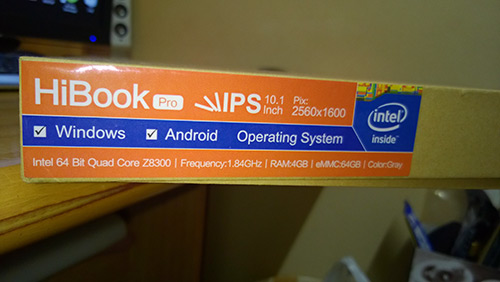 HiBook Pro IPS 10.1 Inch Pix: 2560x1600
Windows Android Operating System
intel inside™
Intel 64 Bit Quad Core Z8300 | Frequency:1.84GHz | RAM:4GB | eMMC:64GB | Color:Gray